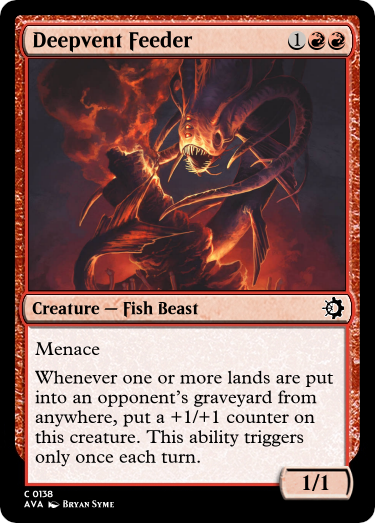 Deepvent Feeder 1
Creature — Fish Beast
Menace
Whenever one or more lands are put
into an opponent's graveyard from
anywhere, put a +1/+1 counter on
this creature. This ability triggers
only once each turn.
1/1
C 0138
AVA Bryan Syme